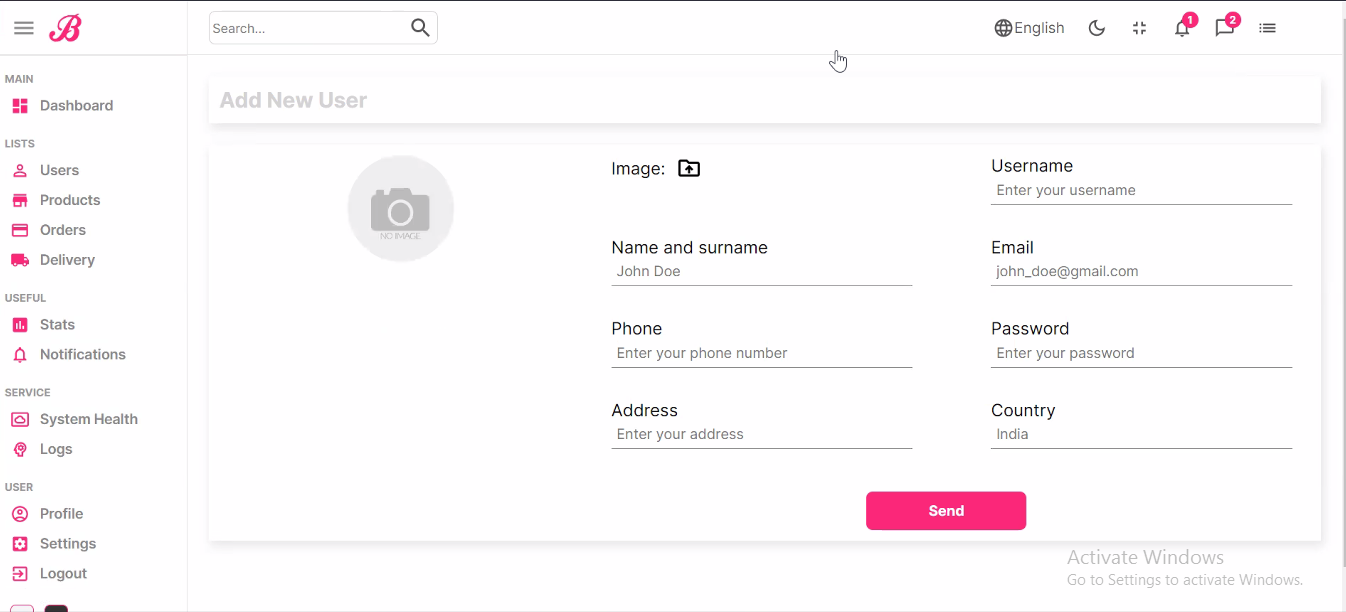 B
Search...
English
1
2
MAIN
Dashboard
LISTS
Users
Products
Orders
Delivery
USEFUL
Stats
Notifications
SERVICE
System Health
Logs
USER
Profile
Settings
Logout
Add New User
NO IMAGE
Image:
Username
Enter your username
Name and surname
John Doe
Email
john_doe@gmail.com
Phone
Enter your phone number
Password
Enter your password
Address
Enter your address
Country
India
Send
Activate Windows
Go to Settings to activate Windows.